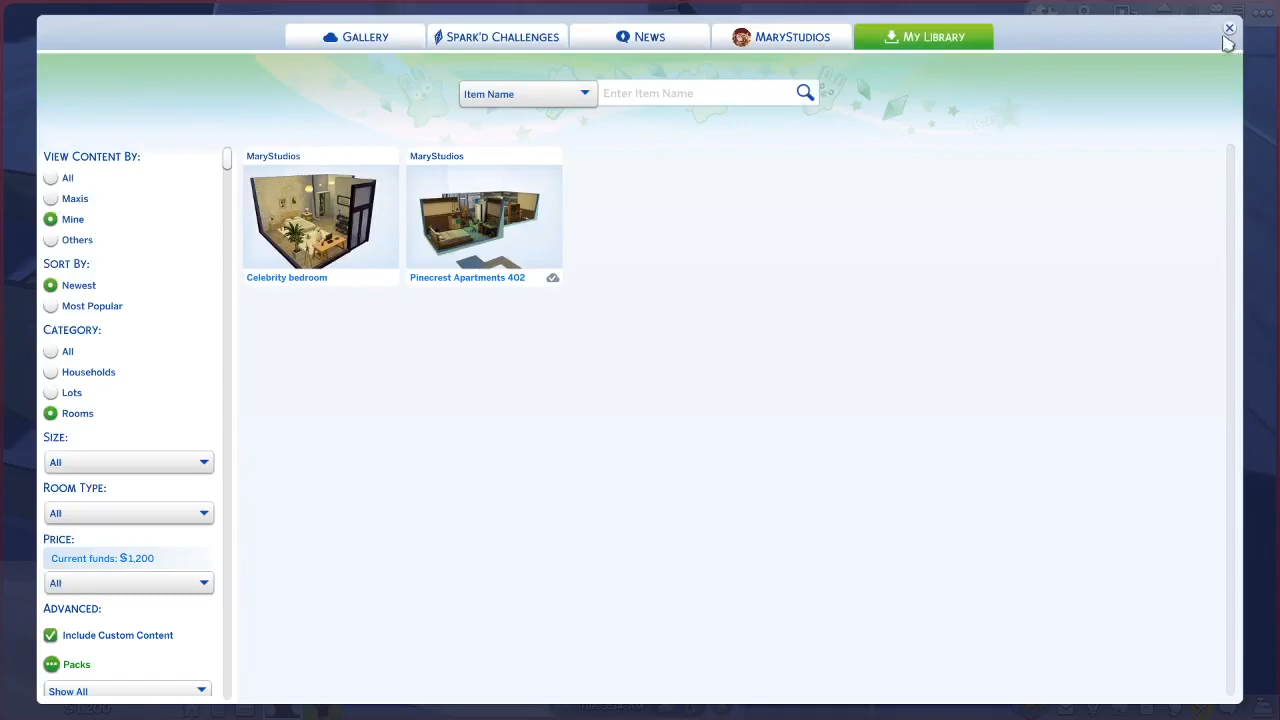 GALLERY
SPARK'D CHALLENGES
NEWS
MARYSTUDIOS
MY LIBRARY
Item Name
Enter Item Name
VIEW CONTENT BY:
All
Maxis
Mine
Others
SORT BY:
Newest
Most Popular
CATEGORY:
All
Households
Lots
Rooms
SIZE:
All
ROOM TYPE:
All
PRICE:
Current funds: $1,200
All
ADVANCED:
Include Custom Content
Packs
Show All
MaryStudios
Celebrity bedroom
MaryStudios
Pinecrest Apartments 402
$1,200